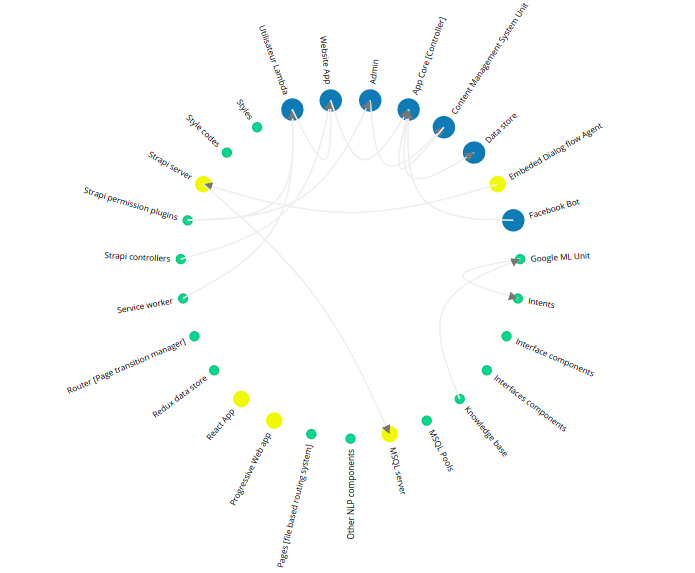 Utilisateur Lambda
Website App
Admin
App Core [Controller]
Content Management System Unit
Data store
Embeded Dialog flow Agent
Facebook Bot
Google ML Unit
Intents
Interface components
Interfaces components
Knowledge base
MSQL Pools
MSQL server
Other NLP components
Pages [file based routing system]
Progressive Web app
React App
Redux data store
Router [Page transition manager]
Service worker
Strapi controllers
Strapi permission plugins
Strapi server
Style codes
Styles